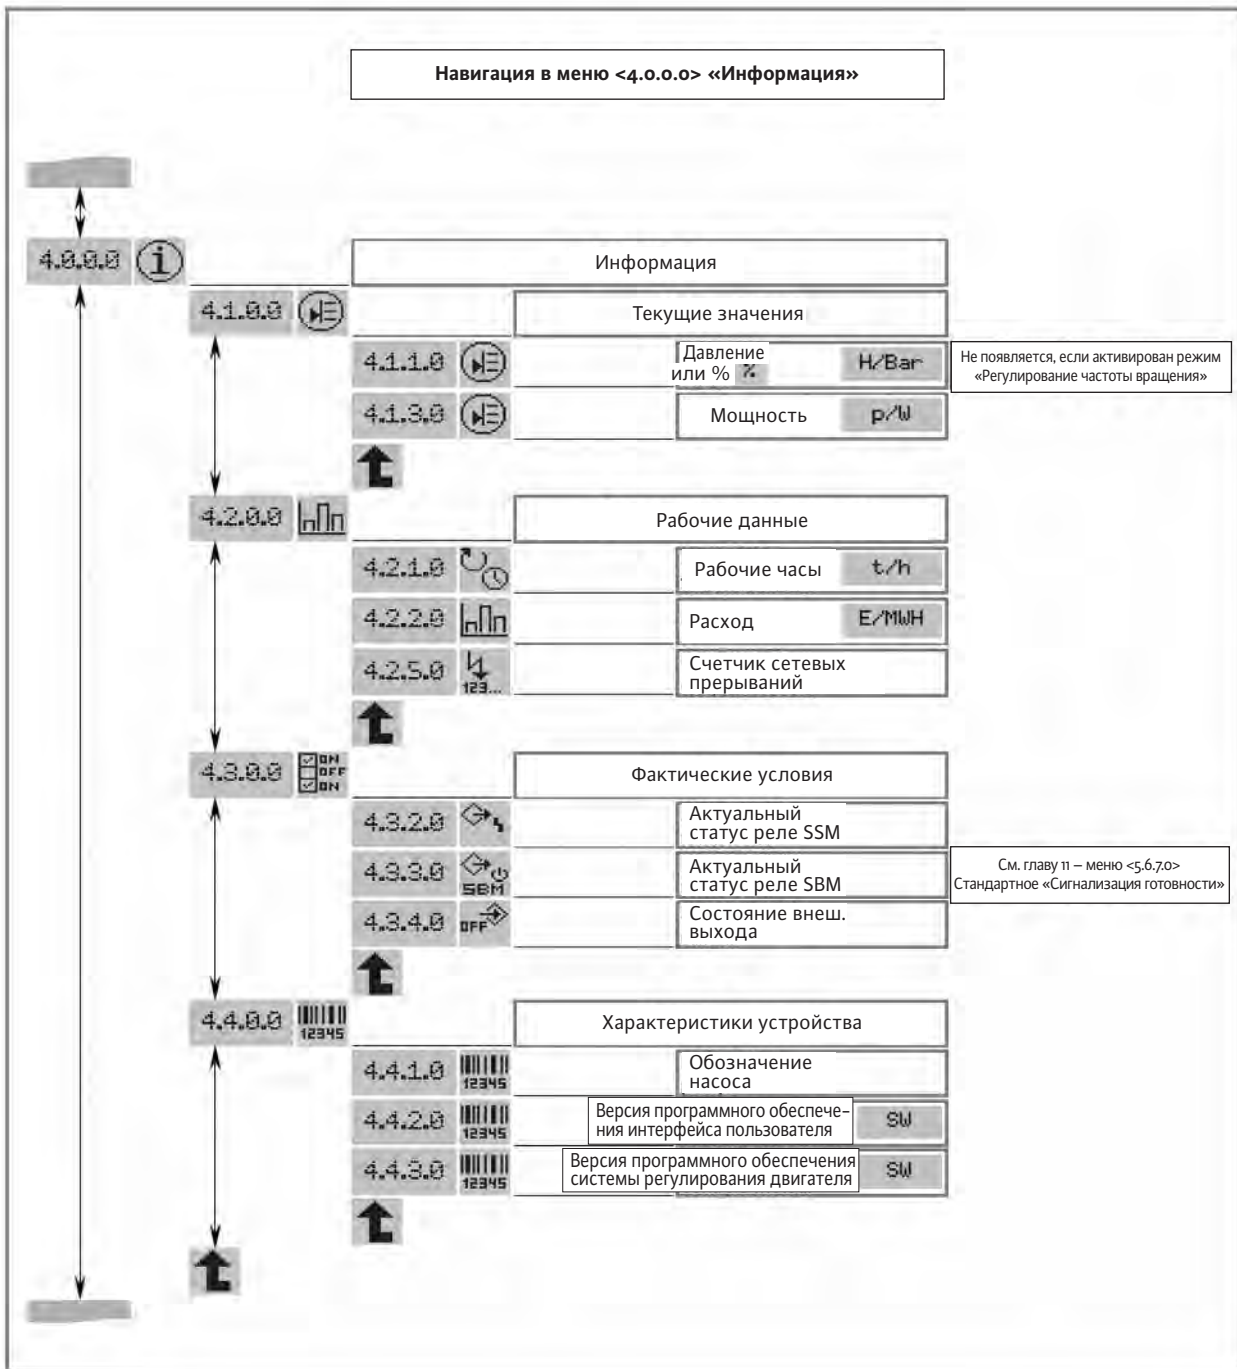 Навигация в меню <4.0.0.0> «Информация»
4.0.0.0 i
Информация
4.1.0.0
Текущие значения
4.1.1.0
Давление
или % %
H/Bar
Не появляется, если активирован режим
«Регулирование частоты вращения»
4.1.3.0
Мощность
p/W
4.2.0.0
Рабочие данные
4.2.1.0
Рабочие часы
t/h
4.2.2.0
Расход
E/MWH
4.2.5.0
123...
Счетчик сетевых
прерываний
4.3.0.0
ON
OFF
ON
Фактические условия
4.3.2.0
Актуальный
статус реле SSM
4.3.3.0
SBM
Актуальный
статус реле SBM
См. главу 11 – меню <5.6.7.0>
Стандартное «Сигнализация готовности»
4.3.4.0
OFF
Состояние внеш.
выхода
4.4.0.0
12345
Характеристики устройства
4.4.1.0
12345
Обозначение
насоса
4.4.2.0
12345
Версия программного обеспече-
ния интерфейса пользователя
SW
4.4.3.0
12345
Версия программного обеспечения
системы регулирования двигателя
SW